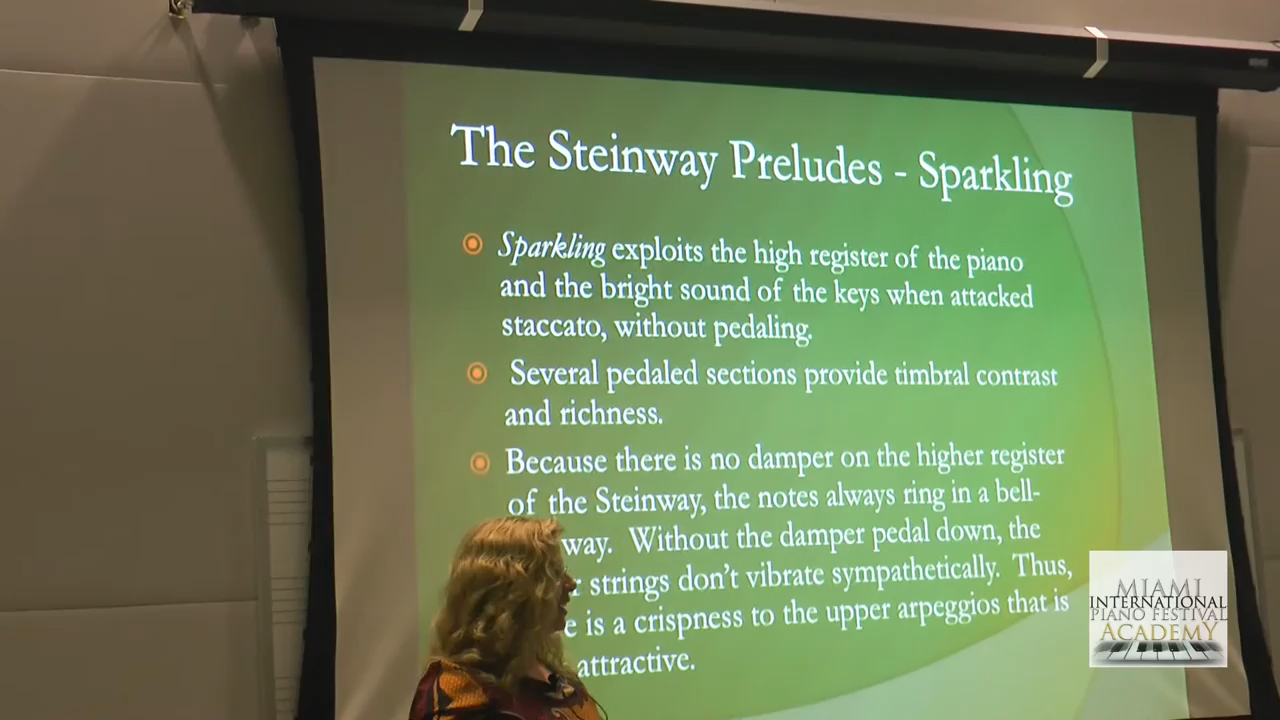 The Steinway Preludes - Sparkling
Sparkling exploits the high register of the piano
and the bright sound of the keys when attacked
staccato, without pedaling.
Several pedaled sections provide timbral contrast
and richness.
Because there is no damper on the higher register
of the Steinway, the notes always ring in a bell-
way. Without the damper pedal down, the
strings don't vibrate sympathetically. Thus,
is a crispness to the upper arpeggios that is
attractive.
MIAMI
INTERNATIONAL
PIANO FESTIVAL
ACADEMY